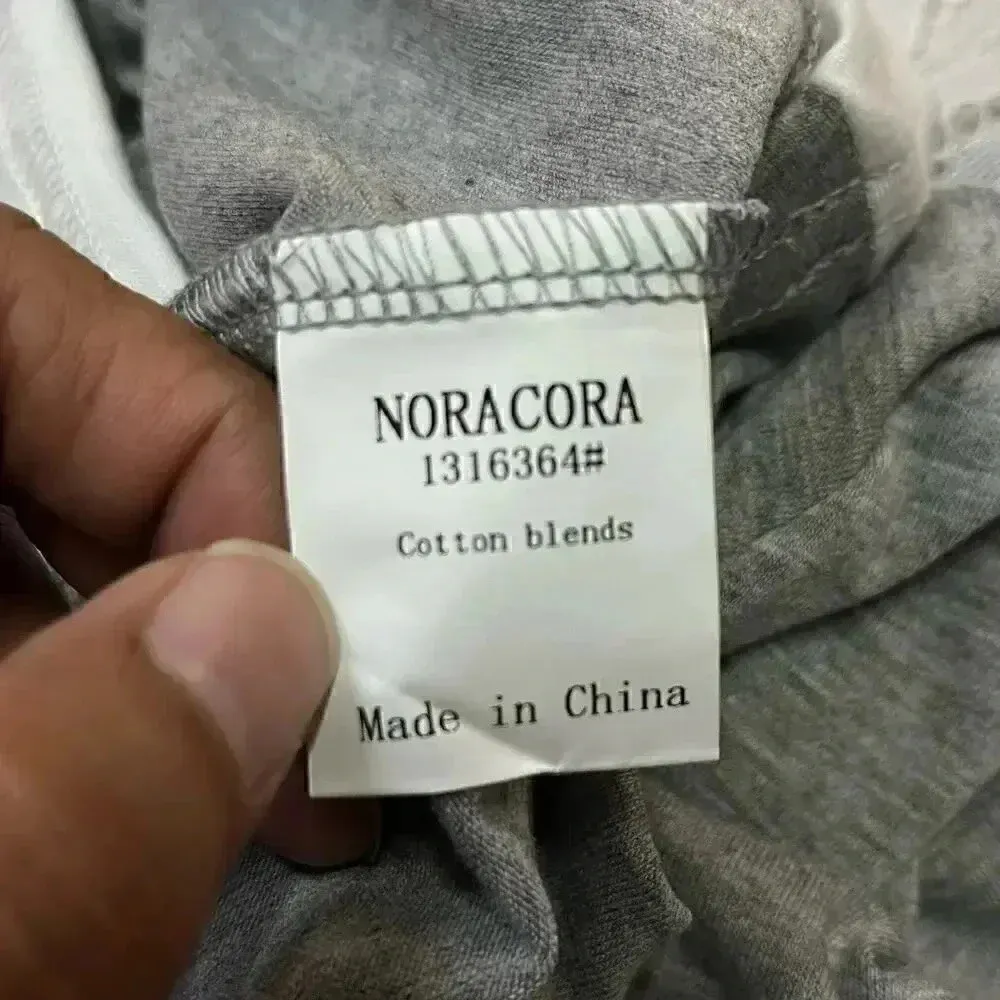 NORACORA
1316364#
Cotton blends
Made in China